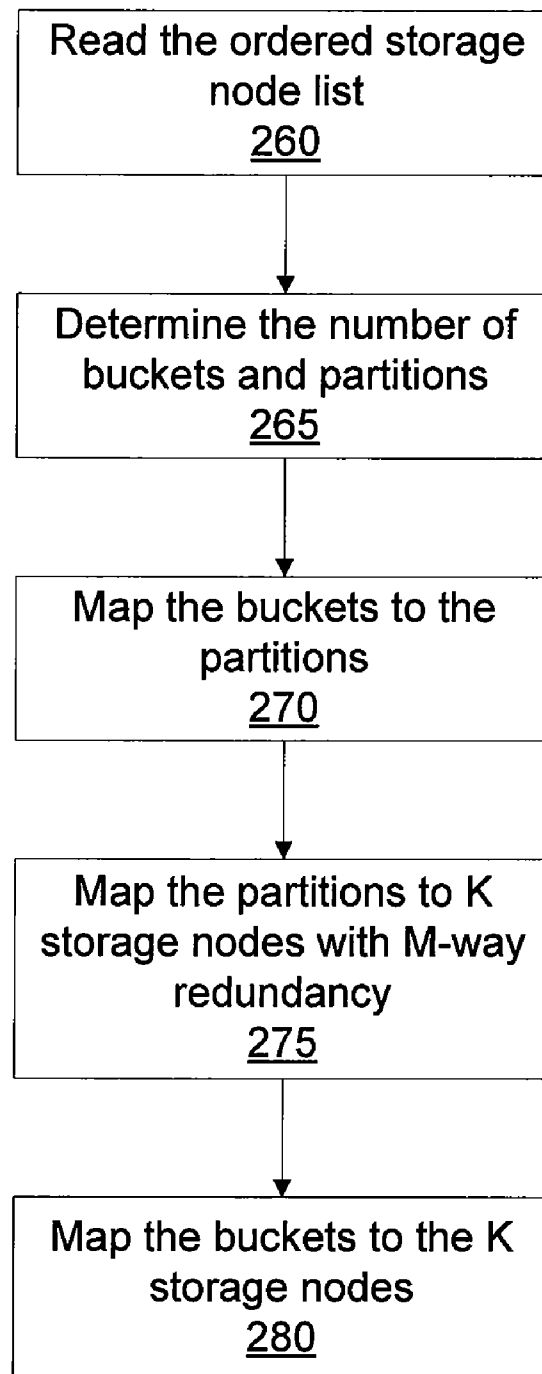 Read the ordered storage
node list
260
Determine the number of
buckets and partitions
265
Map the buckets to the
partitions
270
Map the partitions to K
storage nodes with M-way
redundancy
275
Map the buckets to the K
storage nodes
280